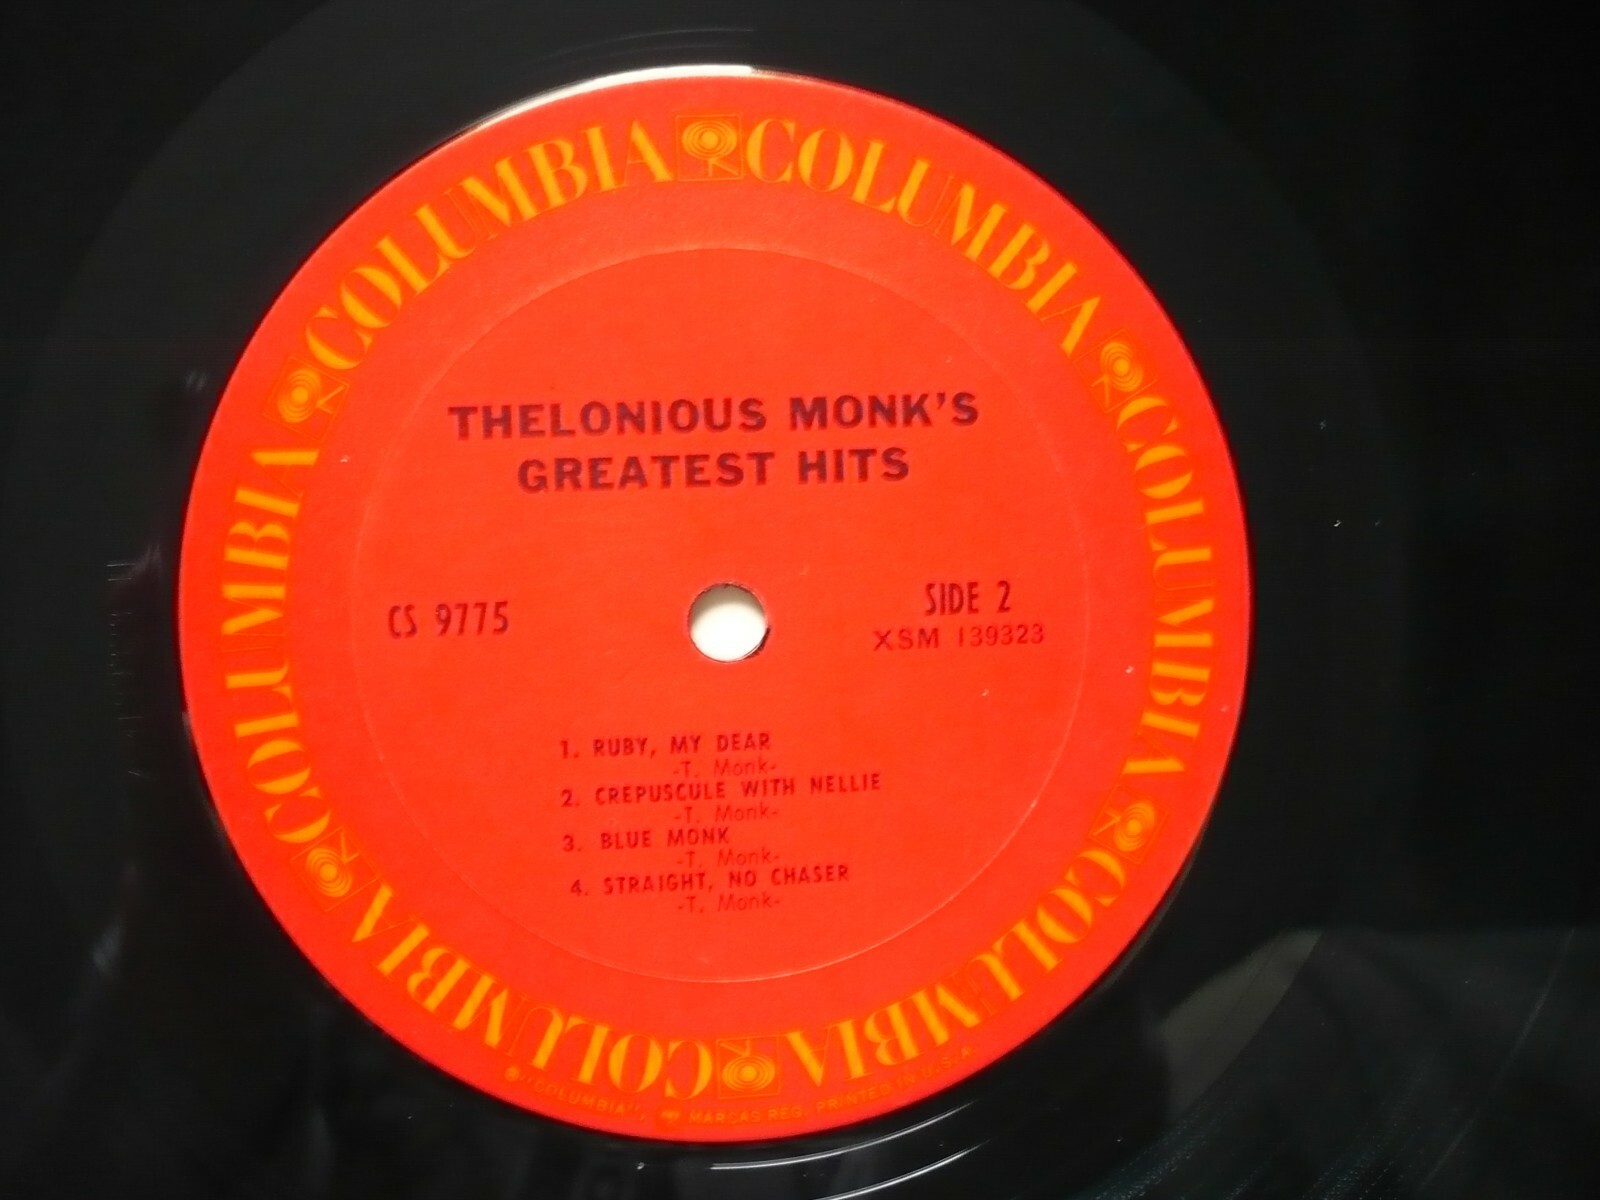 COLUMBIA COLUMBIA COLUMBIA COLUMBIA COLUMBIA COLUMBIA
THELONIOUS MONK'S
GREATEST HITS
CS 9775
SIDE 2
XSM 139323
1. RUBY, MY DEAR
-T. Monk-
2. CREPUSCULE WITH NELLIE
-T. Monk-
3. BLUE MONK
-T. Monk-
4. STRAIGHT, NO CHASER
-T. Monk-
® "COLUMBIA", MARCAS REG. PRINTED IN U.S.A.